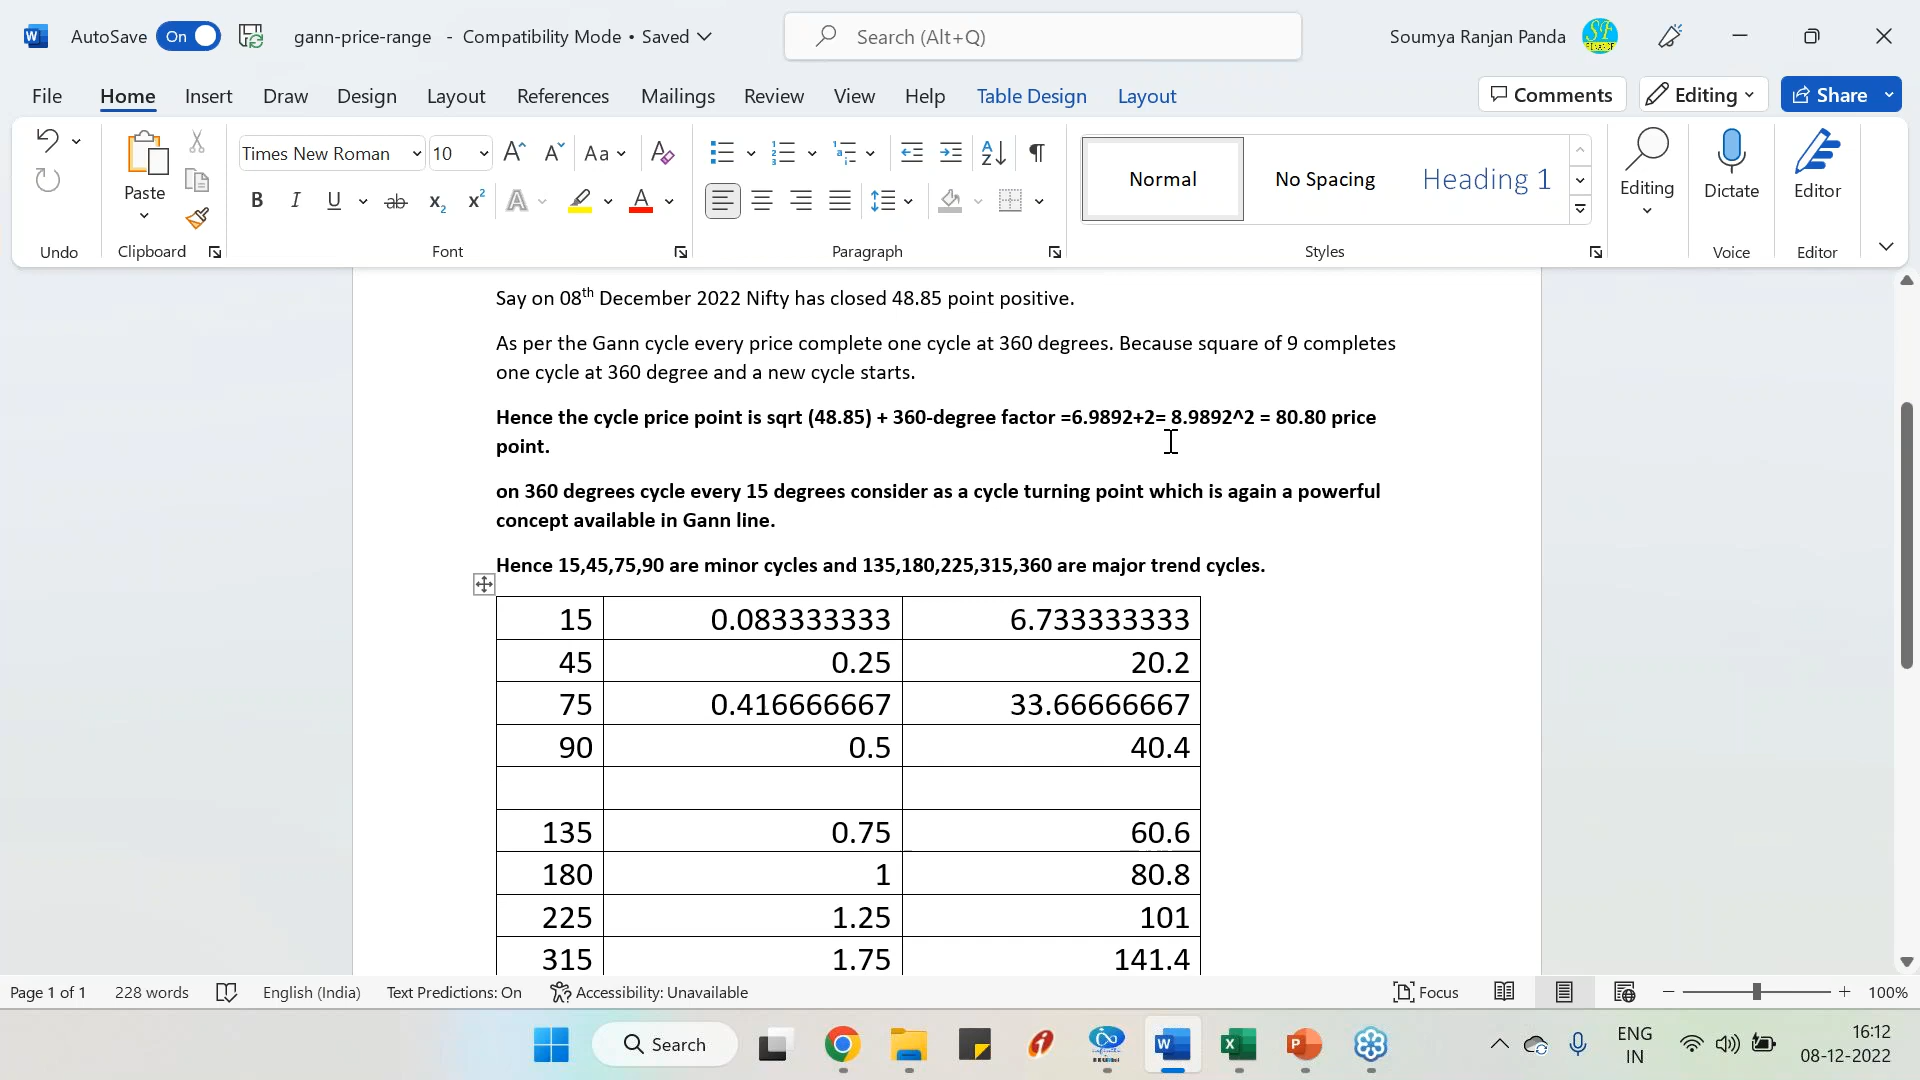 AutoSave On gann-price-range - Compatibility Mode • Saved Search (Alt+Q) Soumya Ranjan Panda
File Home Insert Draw Design Layout References Mailings Review View Help Table Design Layout Comments Editing Share
Times New Roman 10 Aa
Paste Normal No Spacing Heading 1 Editing Dictate Editor
Undo Clipboard Font Paragraph Styles Voice Editor
Say on 08th December 2022 Nifty has closed 48.85 point positive.
As per the Gann cycle every price complete one cycle at 360 degrees. Because square of 9 completes
one cycle at 360 degree and a new cycle starts.
Hence the cycle price point is sqrt (48.85) + 360-degree factor =6.9892+2= 8.9892^2 = 80.80 price
point.
on 360 degrees cycle every 15 degrees consider as a cycle turning point which is again a powerful
concept available in Gann line.
Hence 15,45,75,90 are minor cycles and 135,180,225,315,360 are major trend cycles.
15 0.083333333 6.733333333
45 0.25 20.2
75 0.416666667 33.66666667
90 0.5 40.4
135 0.75 60.6
180 1 80.8
225 1.25 101
315 1.75 141.4
Page 1 of 1 228 words English (India) Text Predictions: On Accessibility: Unavailable Focus 100%
Search ENG IN 16:12 08-12-2022